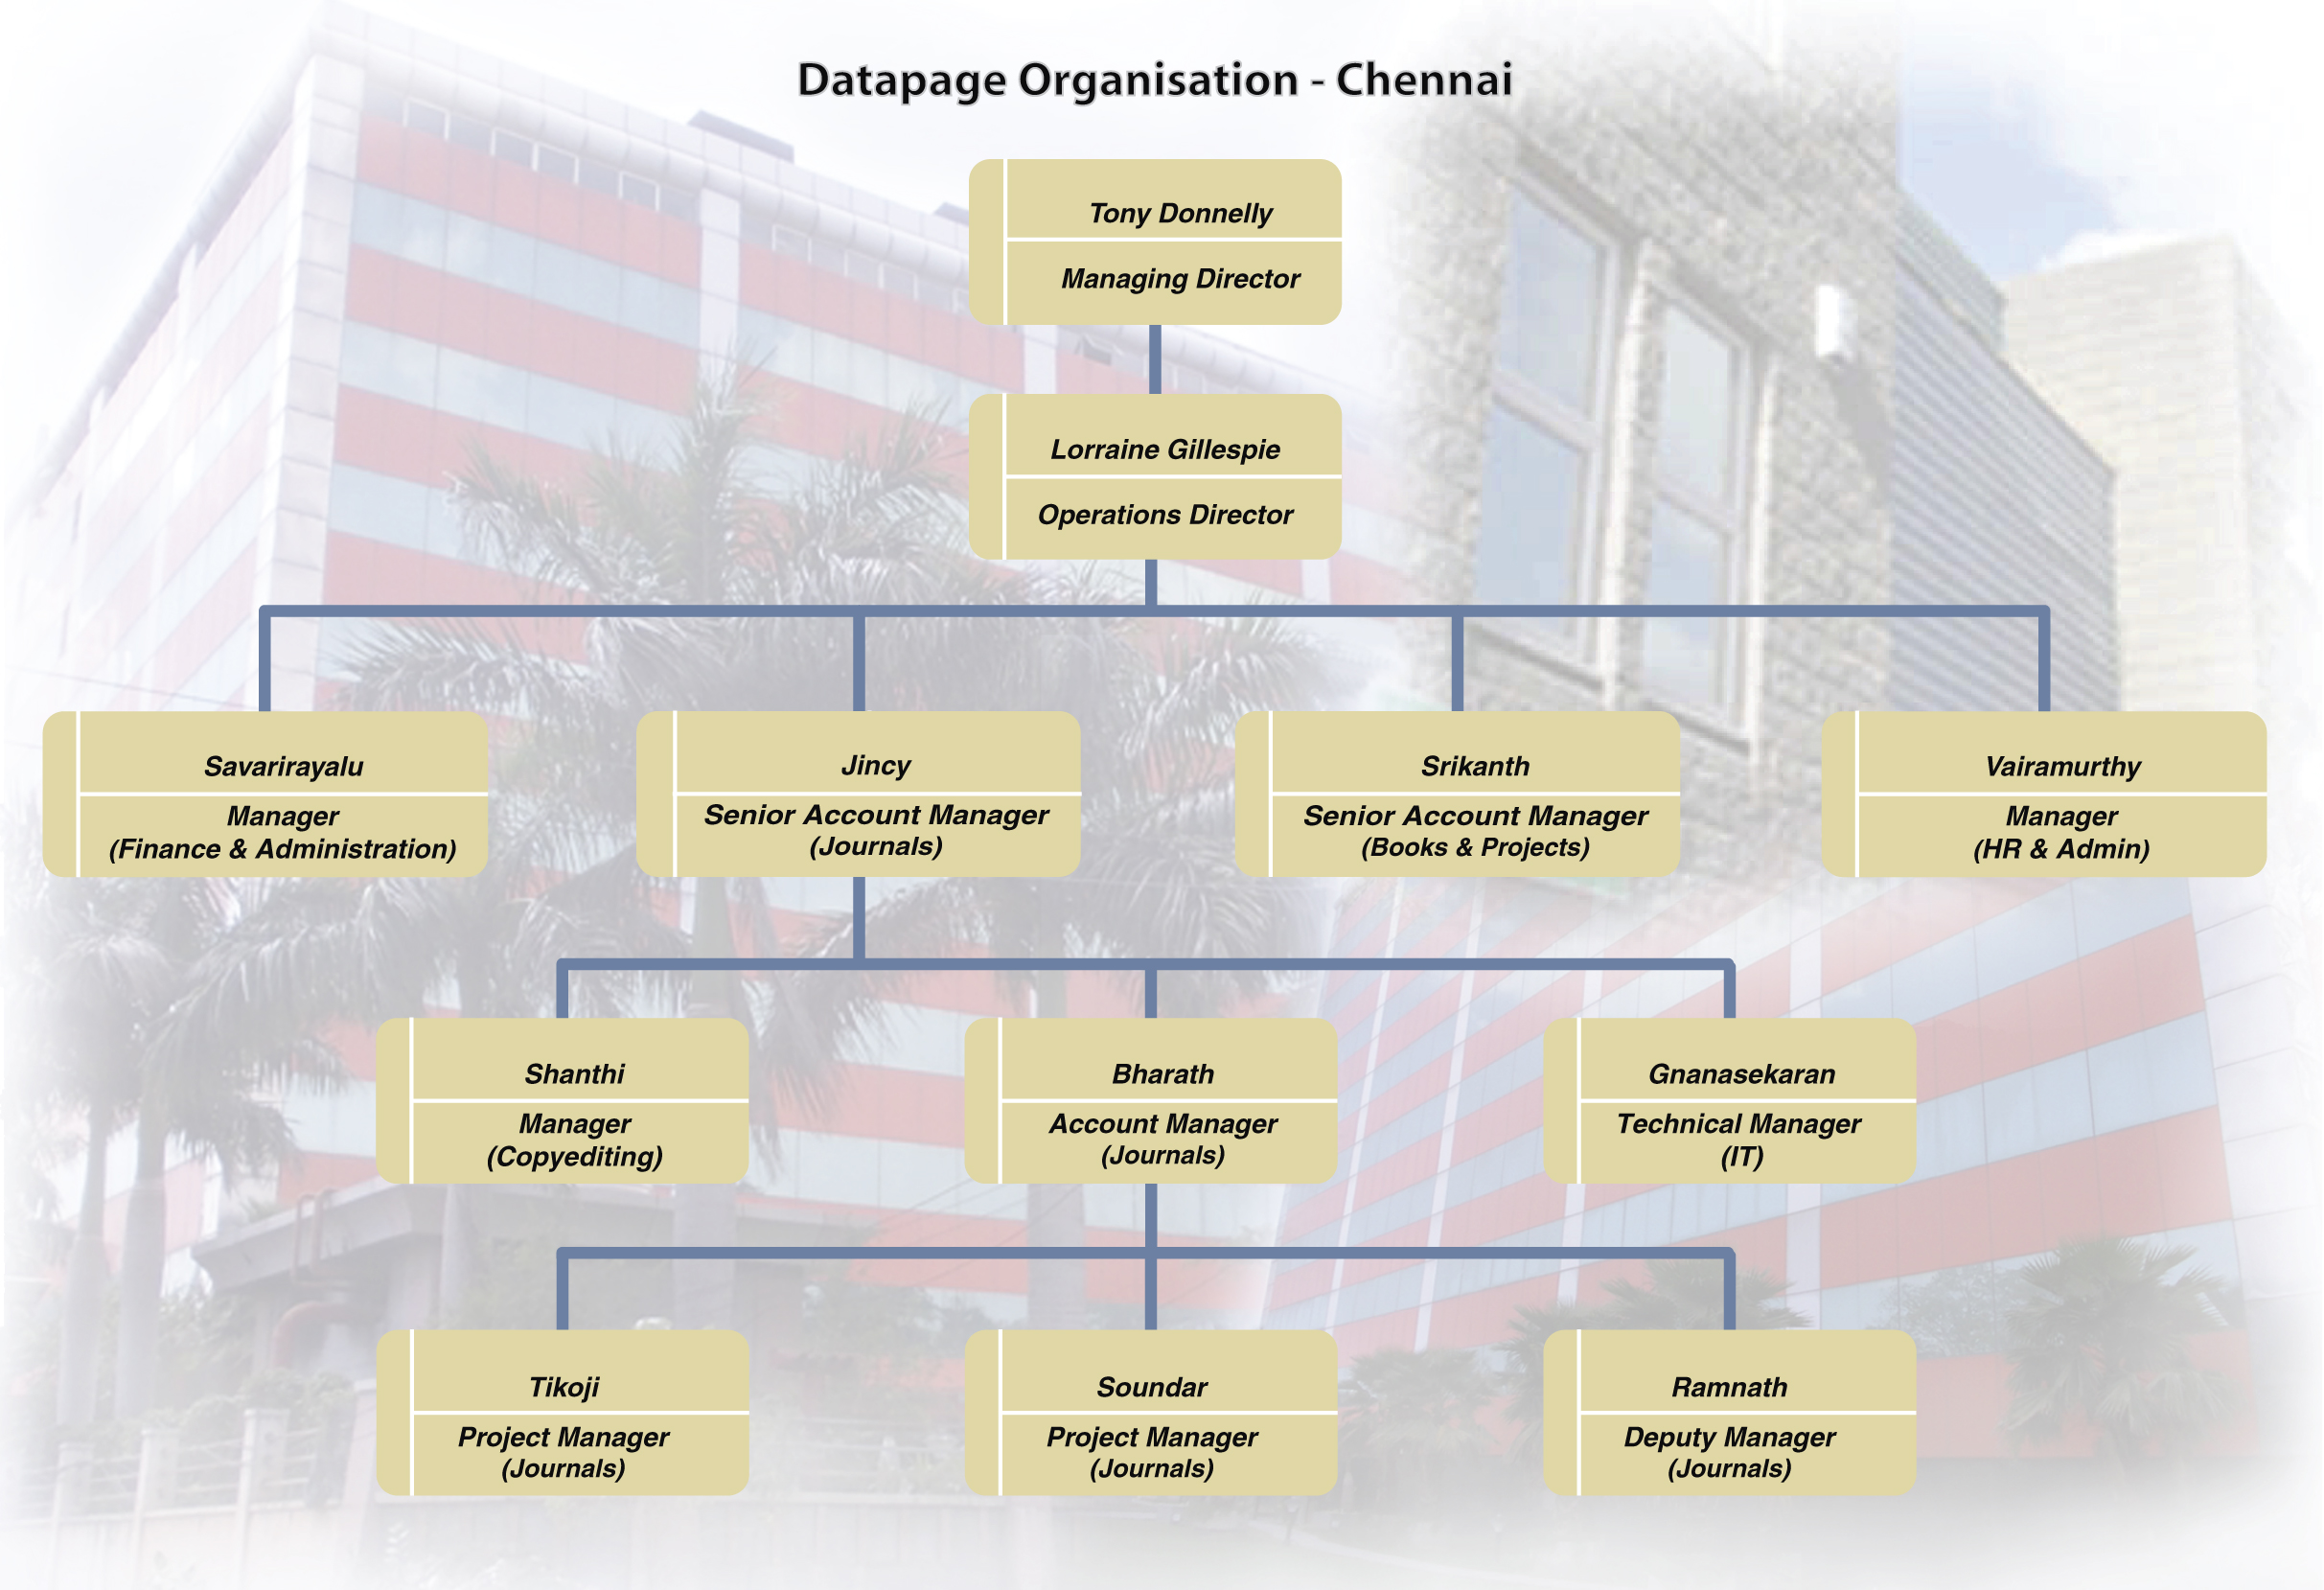 Datapage Organisation - Chennai
Tony Donnelly
Managing Director
Lorraine Gillespie
Operations Director
Savarirayalu
Manager
(Finance & Administration)
Jincy
Senior Account Manager
(Journals)
Srikanth
Senior Account Manager
(Books & Projects)
Vairamurthy
Manager
(HR & Admin)
Shanthi
Manager
(Copyediting)
Bharath
Account Manager
(Journals)
Gnanasekaran
Technical Manager
(IT)
Tikoji
Project Manager
(Journals)
Soundar
Project Manager
(Journals)
Ramnath
Deputy Manager
(Journals)